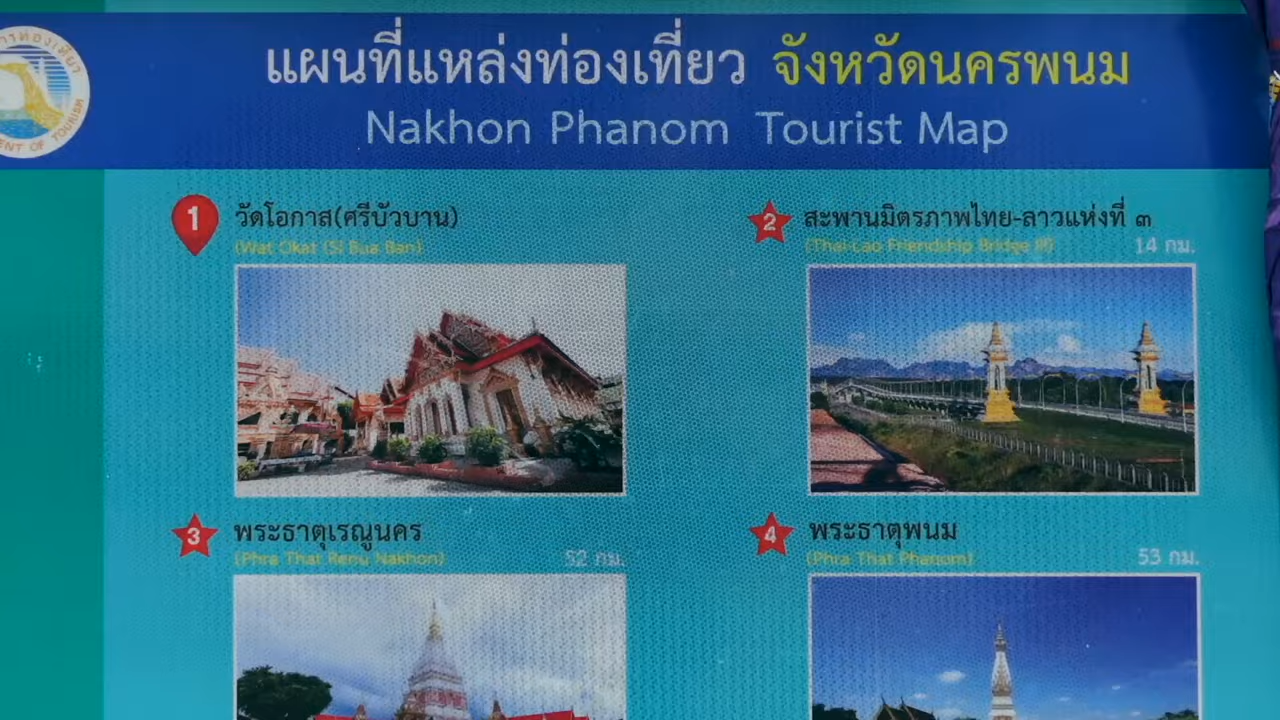 แผนที่แหล่งท่องเที่ยว จังหวัดนครพนม
Nakhon Phanom Tourist Map
1 วัดโอกาส(ศรีบัวบาน)
(Wat Okat (Si Bua Ban)
2 สะพานมิตรภาพไทย-ลาวแห่งที่ ๓
(Thai-Lao Friendship Bridge III) 14 กม.
3 พระธาตุเรณูนคร
(Phra That Renu Nakhon) 52 กม.
4 พระธาตุพนม
(Phra That Phanom) 53 กม.
OF TOURISM